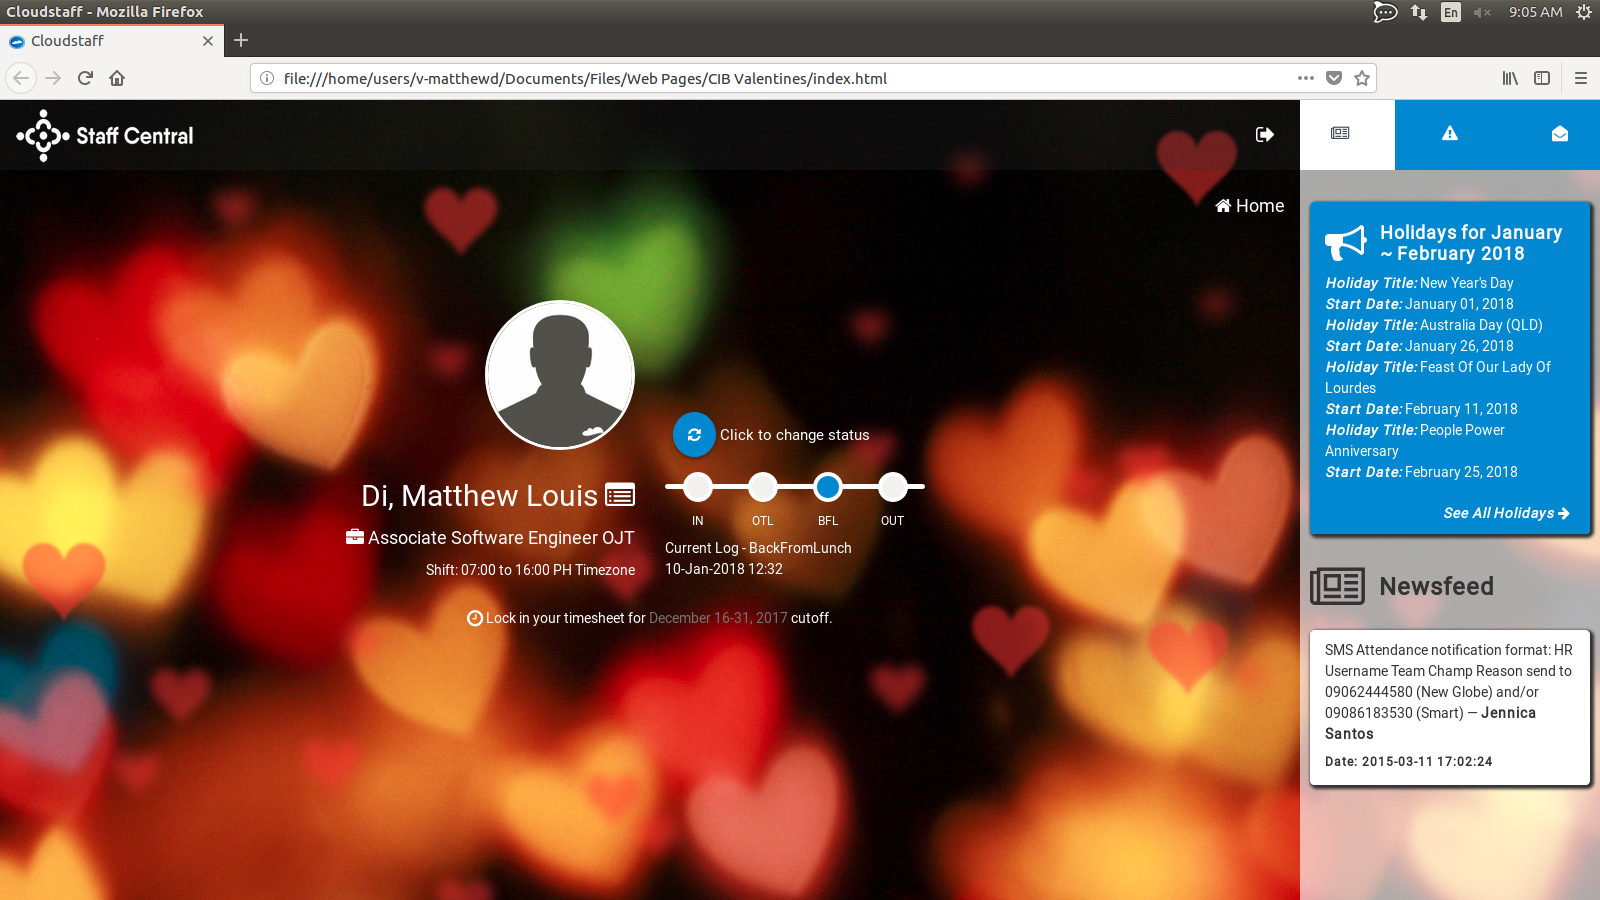 Cloudstaff - Mozilla Firefox
En
9:05 AM
Cloudstaff
file:///home/users/v-matthewd/Documents/Files/Web Pages/CIB Valentines/index.html
Staff Central
Home
Di, Matthew Louis
Associate Software Engineer OJT
Shift: 07:00 to 16:00 PH Timezone
Click to change status
IN OTL BFL OUT
Current Log - BackFromLunch
10-Jan-2018 12:32
Lock in your timesheet for December 16-31, 2017 cutoff.
Holidays for January
~ February 2018
Holiday Title: New Year's Day
Start Date: January 01, 2018
Holiday Title: Australia Day (QLD)
Start Date: January 26, 2018
Holiday Title: Feast Of Our Lady Of
Lourdes
Start Date: February 11, 2018
Holiday Title: People Power
Anniversary
Start Date: February 25, 2018
See All Holidays
Newsfeed
SMS Attendance notification format: HR
Username Team Champ Reason send to
09062444580 (New Globe) and/or
09086183530 (Smart) — Jennica
Santos
Date: 2015-03-11 17:02:24